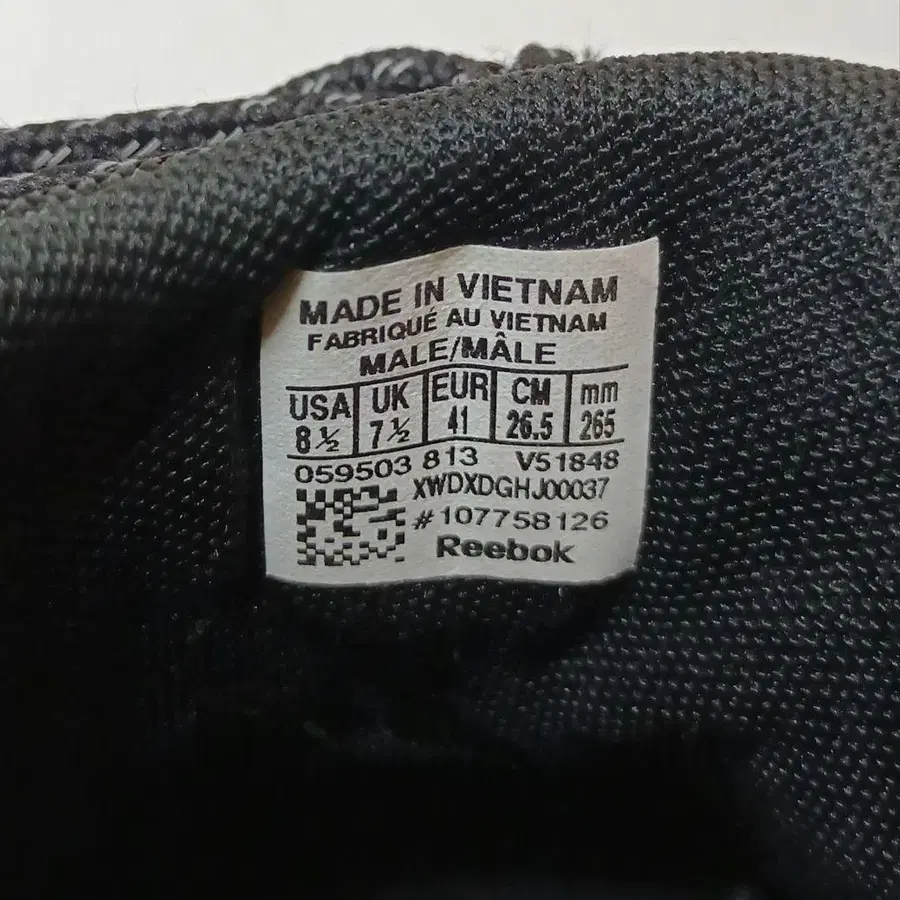 MADE IN VIETNAM
FABRIQUÉ AU VIETNAM
MALE/MÂLE
USA UK EUR CM mm
8½ 7½ 41 26.5 265
059503 813 V51848
XWDXDGHJ00037
#107758126
Reebok